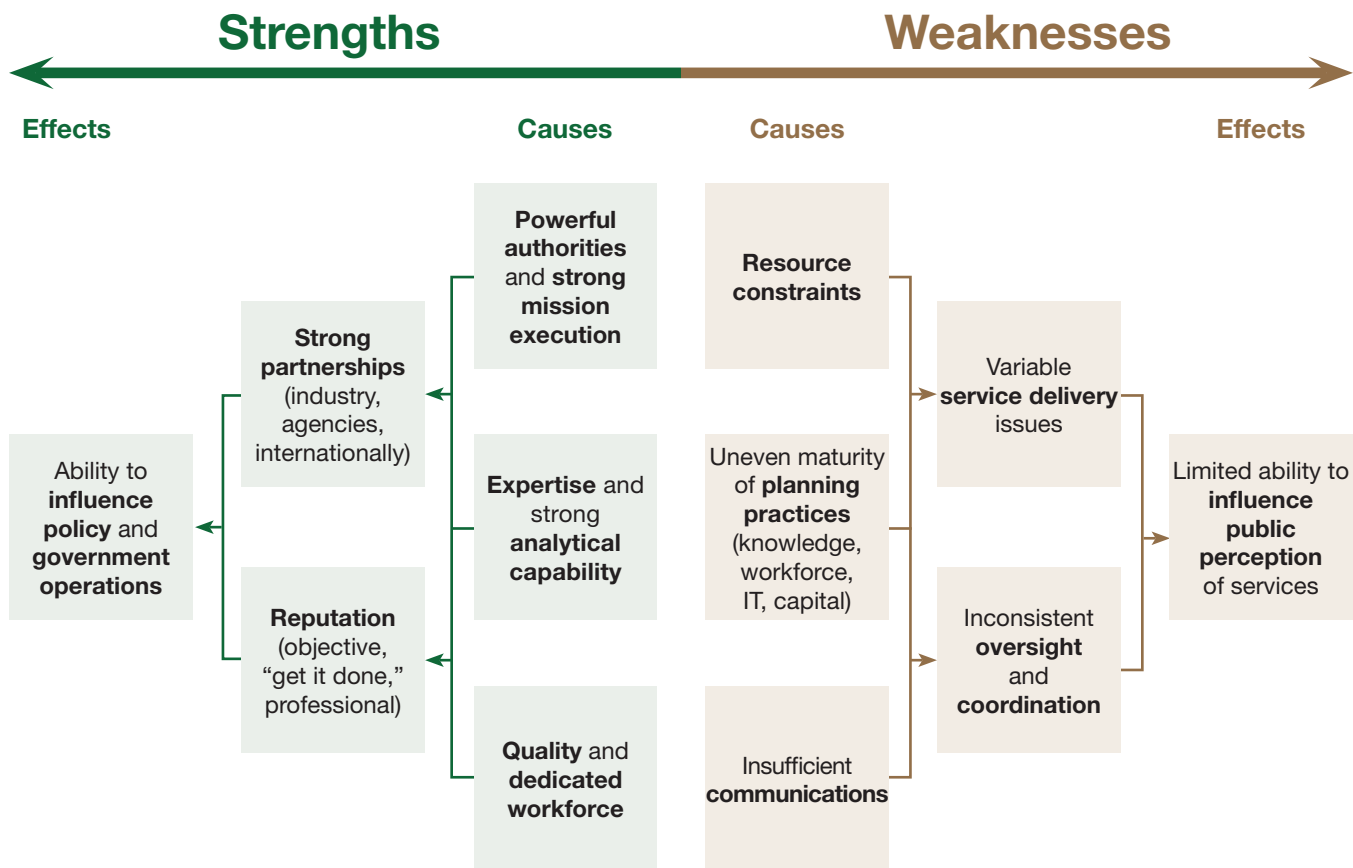 Strengths
Weaknesses
Effects
Causes
Causes
Effects
Ability to
influence
policy and
government
operations
Strong
partnerships
(industry,
agencies,
internationally)
Reputation
(objective,
“get it done,”
professional)
Powerful
authorities
and strong
mission
execution
Expertise and
strong
analytical
capability
Quality and
dedicated
workforce
Resource
constraints
Uneven maturity
of planning
practices
(knowledge,
workforce,
IT, capital)
Insufficient
communications
Variable
service delivery
issues
Inconsistent
oversight
and
coordination
Limited ability to
influence
public
perception
of services